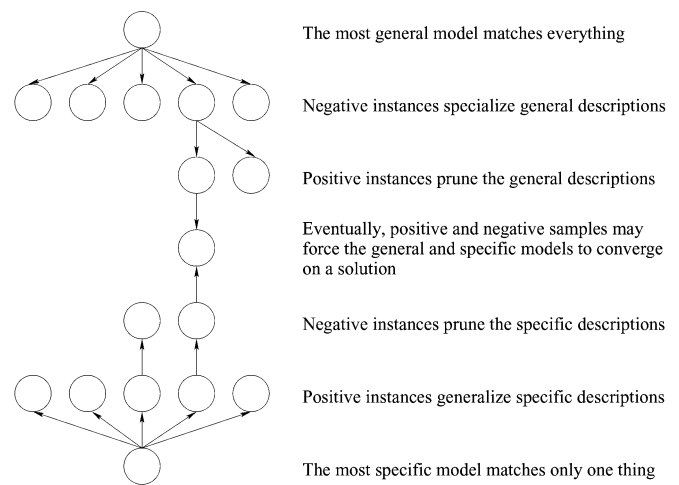 The most general model matches everything
Negative instances specialize general descriptions
Positive instances prune the general descriptions
Eventually, positive and negative samples may
force the general and specific models to converge
on a solution
Negative instances prune the specific descriptions
Positive instances generalize specific descriptions
The most specific model matches only one thing